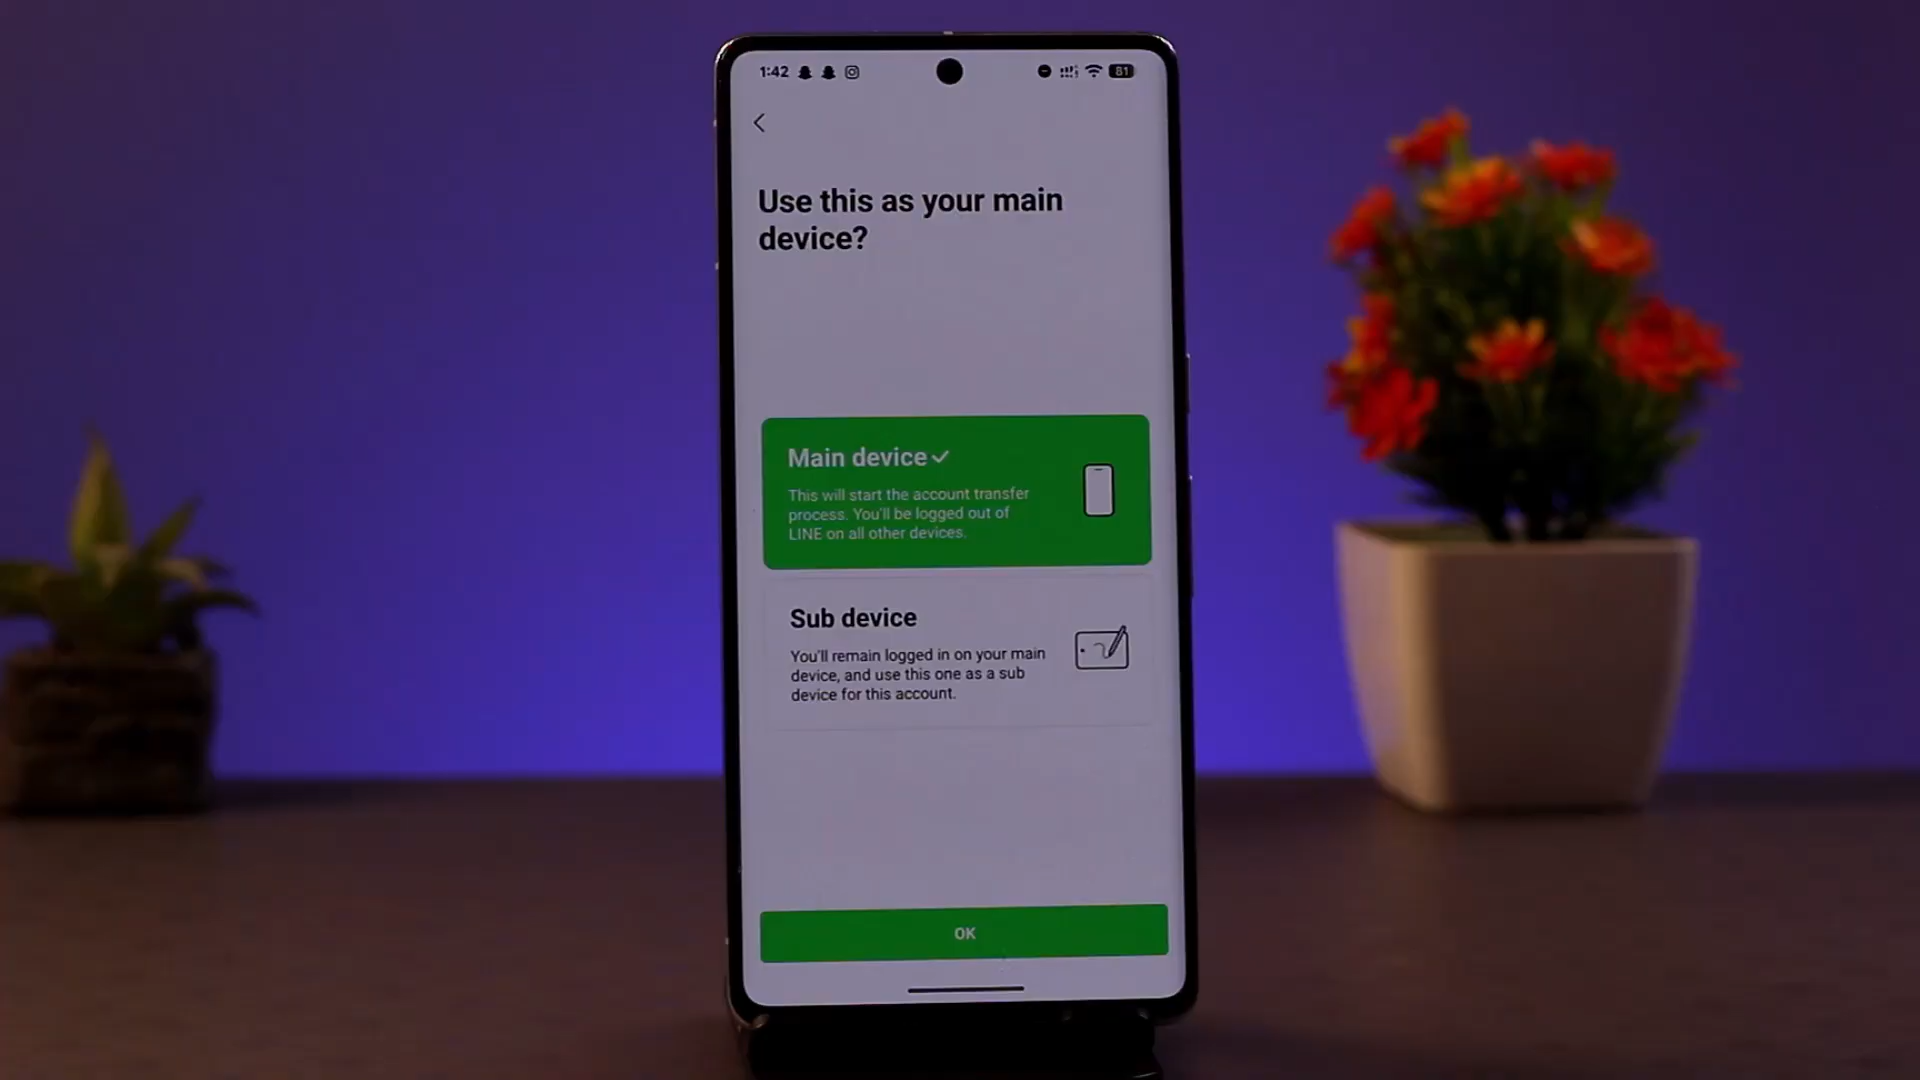 1:42
81
Use this as your main
device?
Main device
This will start the account transfer
process. You'll be logged out of
LINE on all other devices.
Sub device
You'll remain logged in on your main
device, and use this one as a sub
device for this account.
OK